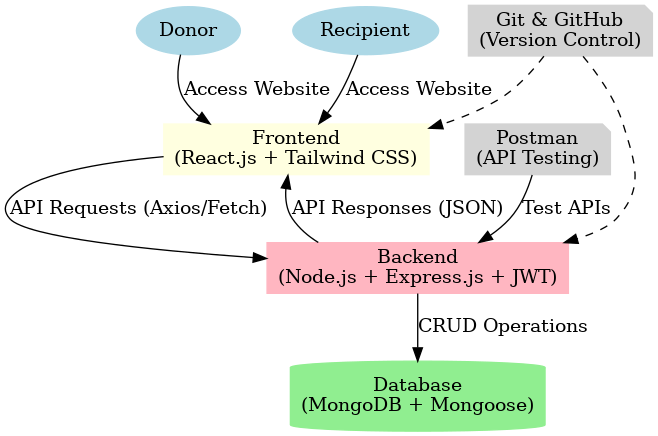 Donor
Recipient
Git & GitHub
(Version Control)
Access Website
Access Website
Frontend
(React.js + Tailwind CSS)
Postman
(API Testing)
API Requests (Axios/Fetch)
API Responses (JSON)
Test APIs
Backend
(Node.js + Express.js + JWT)
CRUD Operations
Database
(MongoDB + Mongoose)